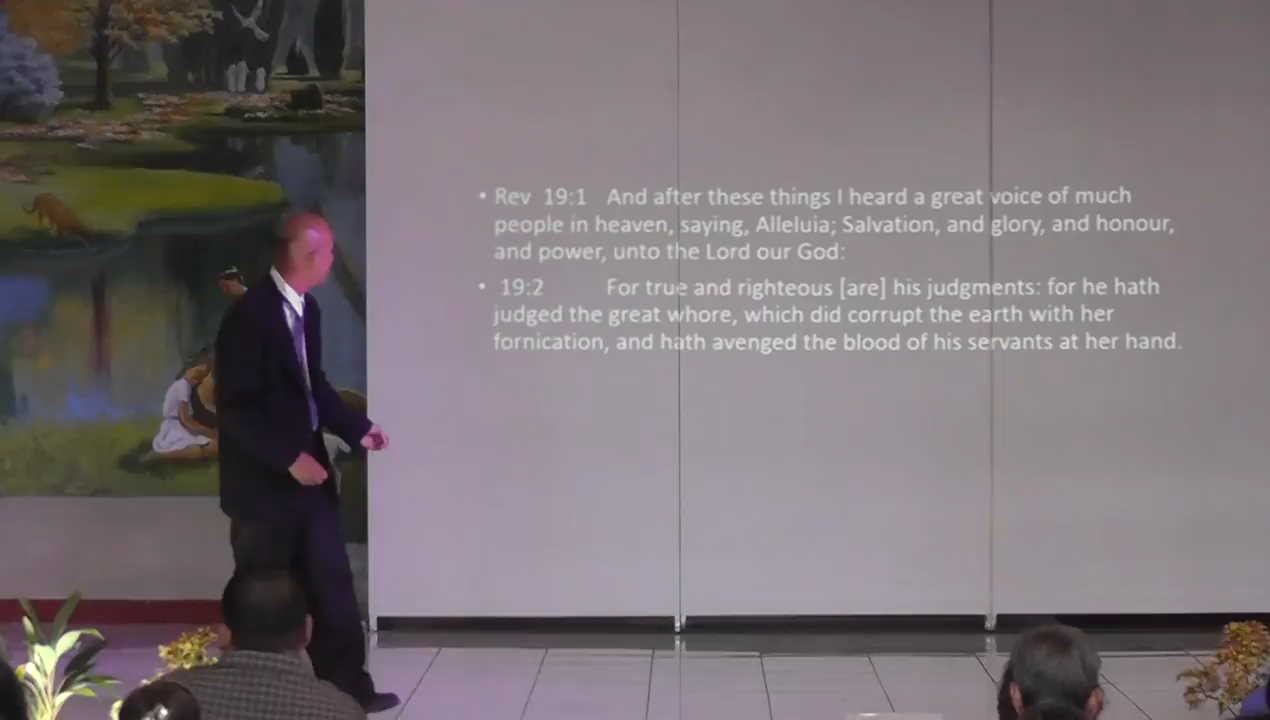 • Rev 19:1 And after these things I heard a great voice of much
people in heaven, saying, Alleluia; Salvation, and glory, and honour,
and power, unto the Lord our God:
• 19:2 For true and righteous [are] his judgments: for he hath
judged the great whore, which did corrupt the earth with her
fornication, and hath avenged the blood of his servants at her hand.